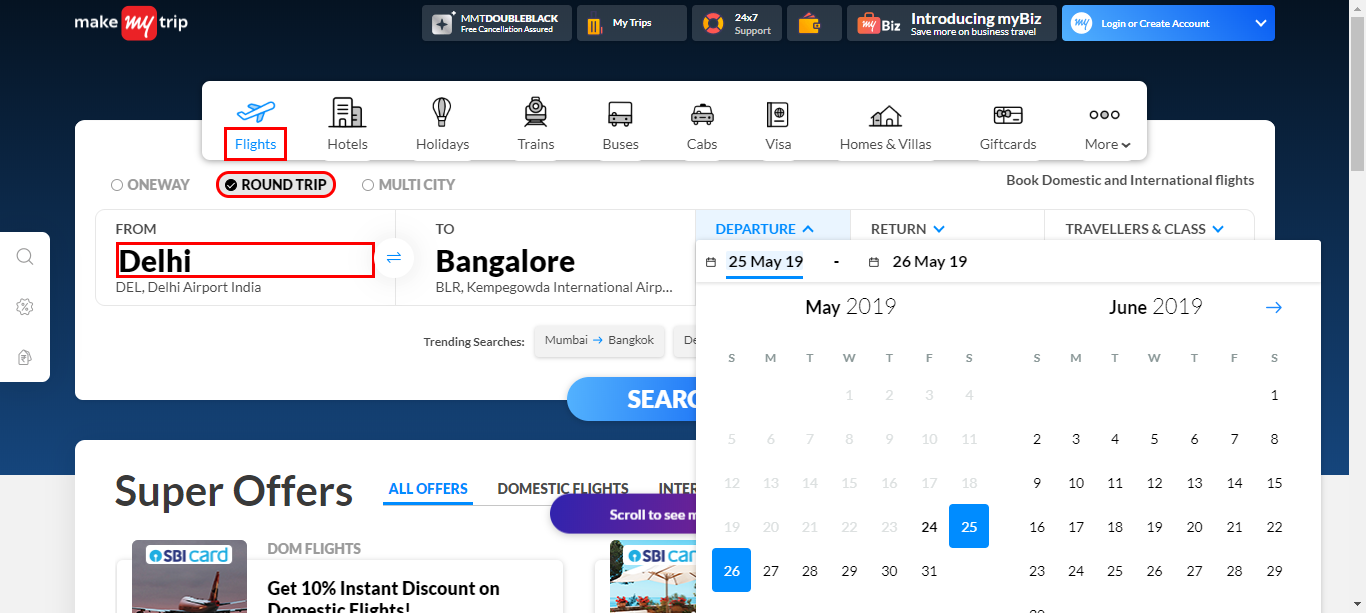 make my trip
MMTDOUBLEBLACK
Free Cancellation Assured
My Trips
24x7
Support
my Biz
Introducing myBiz
Save more on business travel
my
Login or Create Account
Flights
Hotels
Holidays
Trains
Buses
Cabs
Visa
Homes & Villas
Giftcards
More
ONEWAY
ROUND TRIP
MULTI CITY
Book Domestic and International flights
FROM
Delhi
DEL, Delhi Airport India
TO
Bangalore
BLR, Kempegowda International Airp...
DEPARTURE
RETURN
TRAVELLERS & CLASS
25 May 19 - 26 May 19
May 2019
S M T W T F S
1 2 3 4
5 6 7 8 9 10 11
12 13 14 15 16 17 18
19 20 21 22 23 24 25
26 27 28 29 30 31
June 2019
S M T W T F S
1
2 3 4 5 6 7 8
9 10 11 12 13 14 15
16 17 18 19 20 21 22
23 24 25 26 27 28 29
Trending Searches:
Mumbai → Bangkok
De
SEARC
Super Offers
ALL OFFERS
DOMESTIC FLIGHTS
INTER
Scroll to see m
SBI card
DOM FLIGHTS
Get 10% Instant Discount on
Domestic Flights!
SBI car